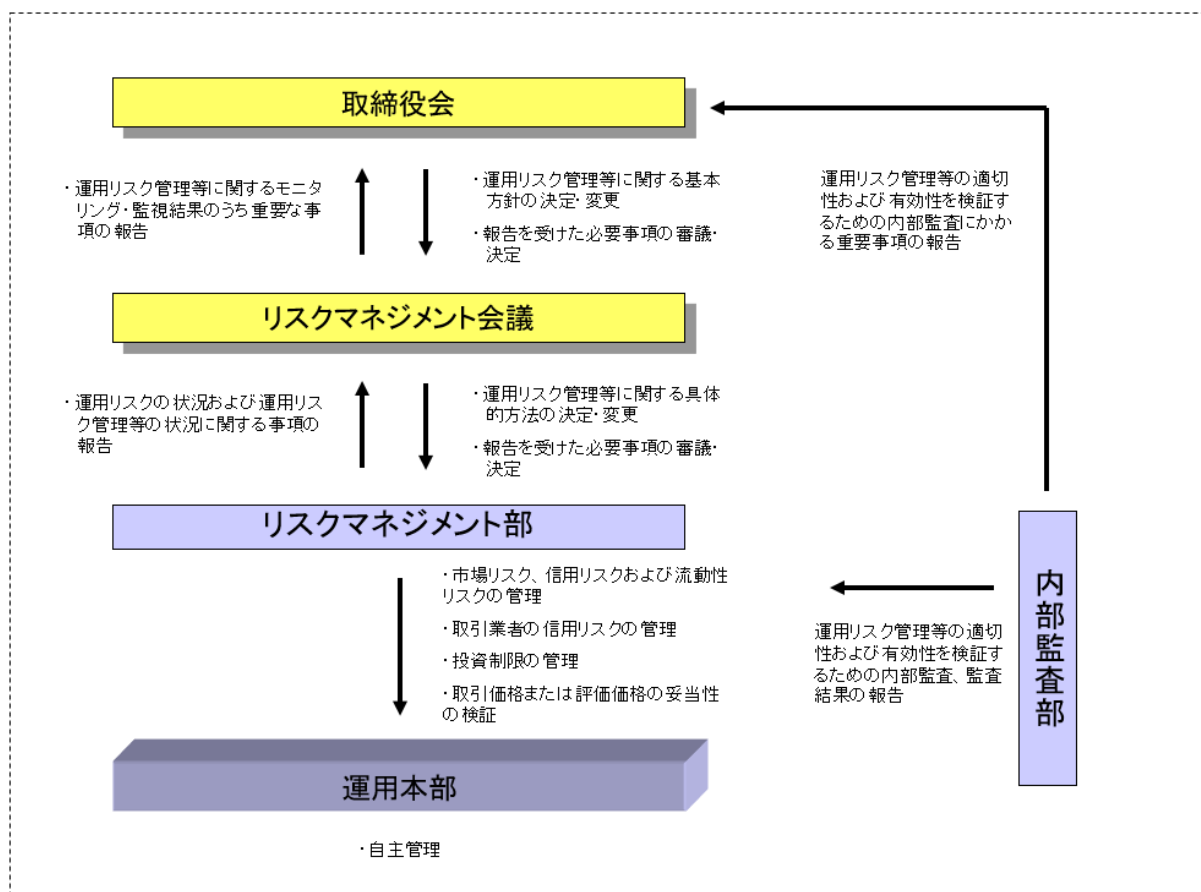 取締役会
・運用リスク管理等に関するモニ
タリング・監視結果のうち重要な事
項の報告
・運用リスク管理等に関する基本
方針の決定・変更
・報告を受けた必要事項の審議・
決定
運用リスク管理等の適切
性および有効性を検証す
るための内部監査にかか
る重要事項の報告
リスクマネジメント会議
・運用リスクの状況および運用リス
ク管理等の状況に関する事項の
報告
・運用リスク管理等に関する具体
的方法の決定・変更
・報告を受けた必要事項の審議・
決定
リスクマネジメント部
・市場リスク、信用リスクおよび流動性
リスクの管理
・取引業者の信用リスクの管理
・投資制限の管理
・取引価格または評価価格の妥当性
の検証
運用リスク管理等の適切
性および有効性を検証す
るための内部監査、監査
結果の報告
内部監査部
運用本部
・自主管理